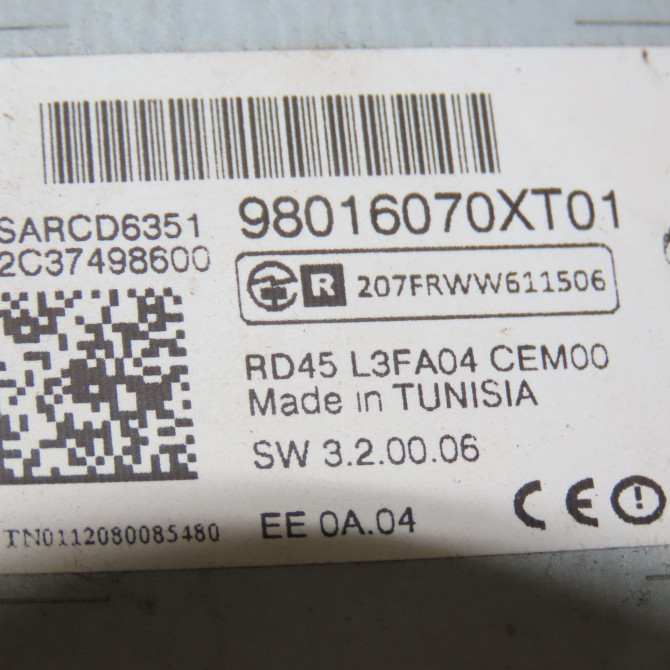 98016070XT01
SARCD6351
2C37498600
R 207FRWW611506
RD45 L3FA04 CEM00
Made in TUNISIA
SW 3.2.00.06
TN0112080085480
EE 0A.04
CE